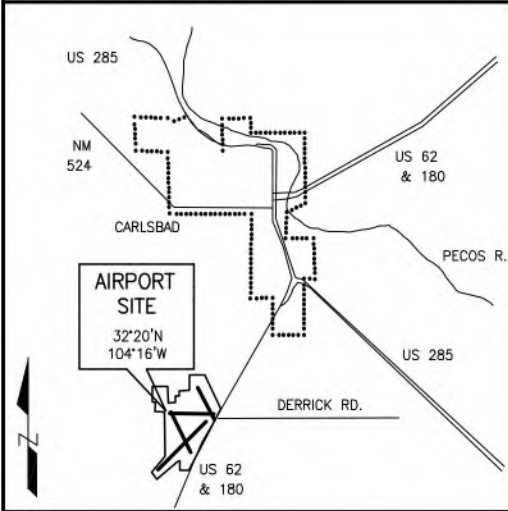 US 285
NM
524
US 62
& 180
CARLSBAD
PECOS R.
AIRPORT
SITE
32°20'N
104°16'W
US 285
DERRICK RD.
N
US 62
& 180